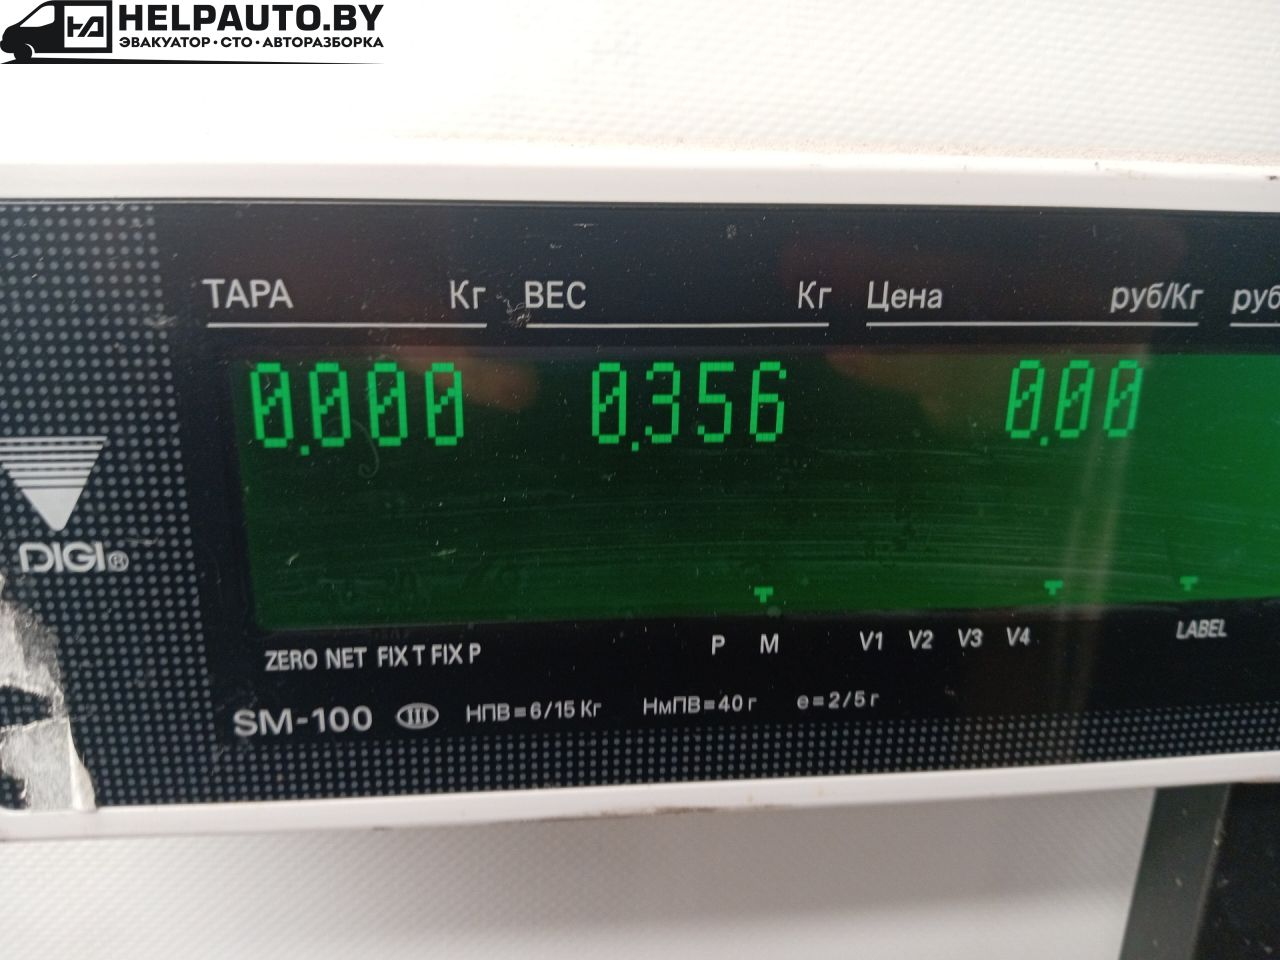 HELPAUTO.BY
ЭВАКУАТОР·СТО·АВТОРАЗБОРКА
ТАРА Кг ВЕС Кг Цена руб/Кг руб
0.000 0.356 0.00
DIGI®
ZERO NET FIX T FIX P P M V1 V2 V3 V4 LABEL
SM-100 III НПВ=6/15 Кг НмПВ=40 г e=2/5 г